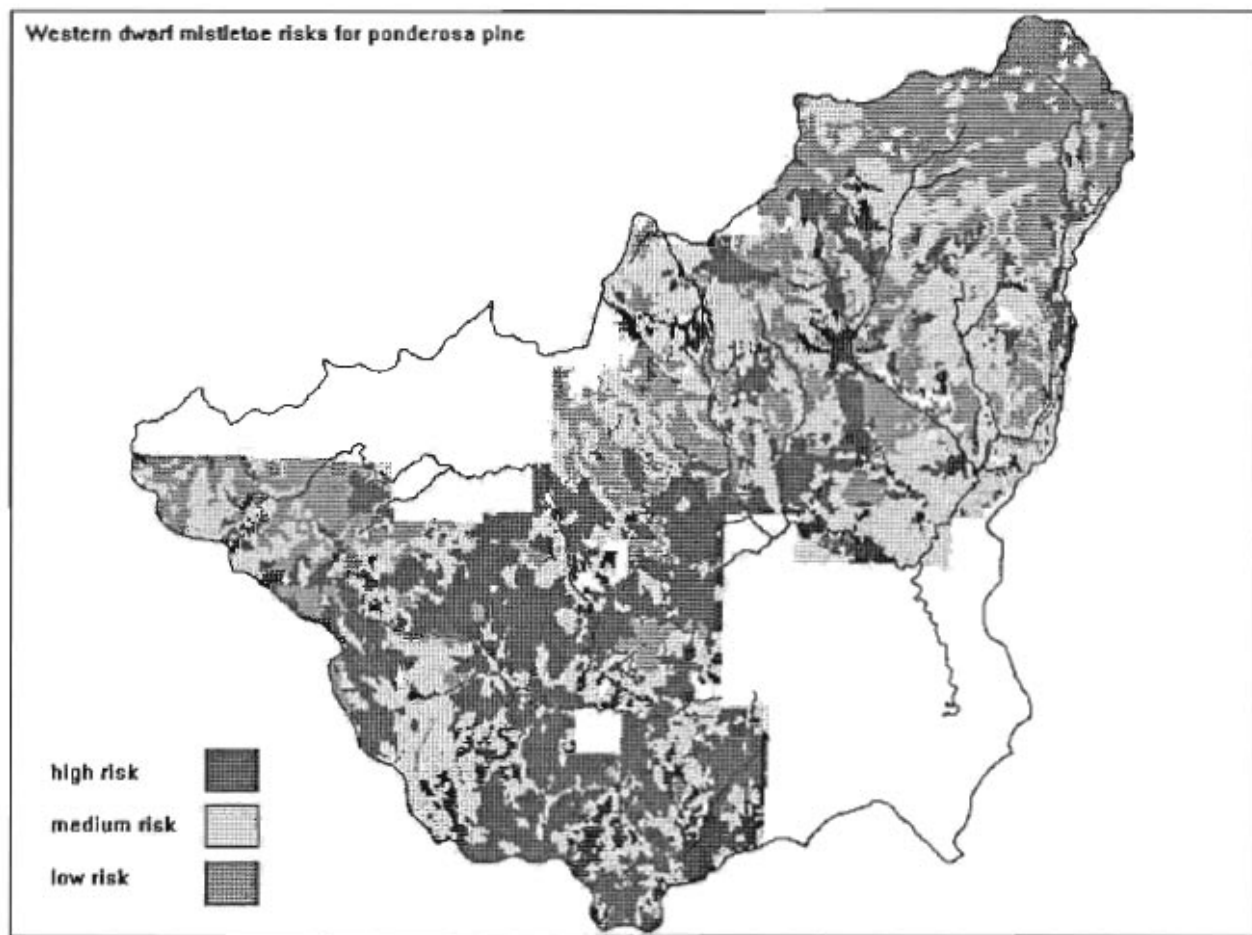 Western dwarf mistletoe risks for ponderosa pine
high risk
medium risk
low risk